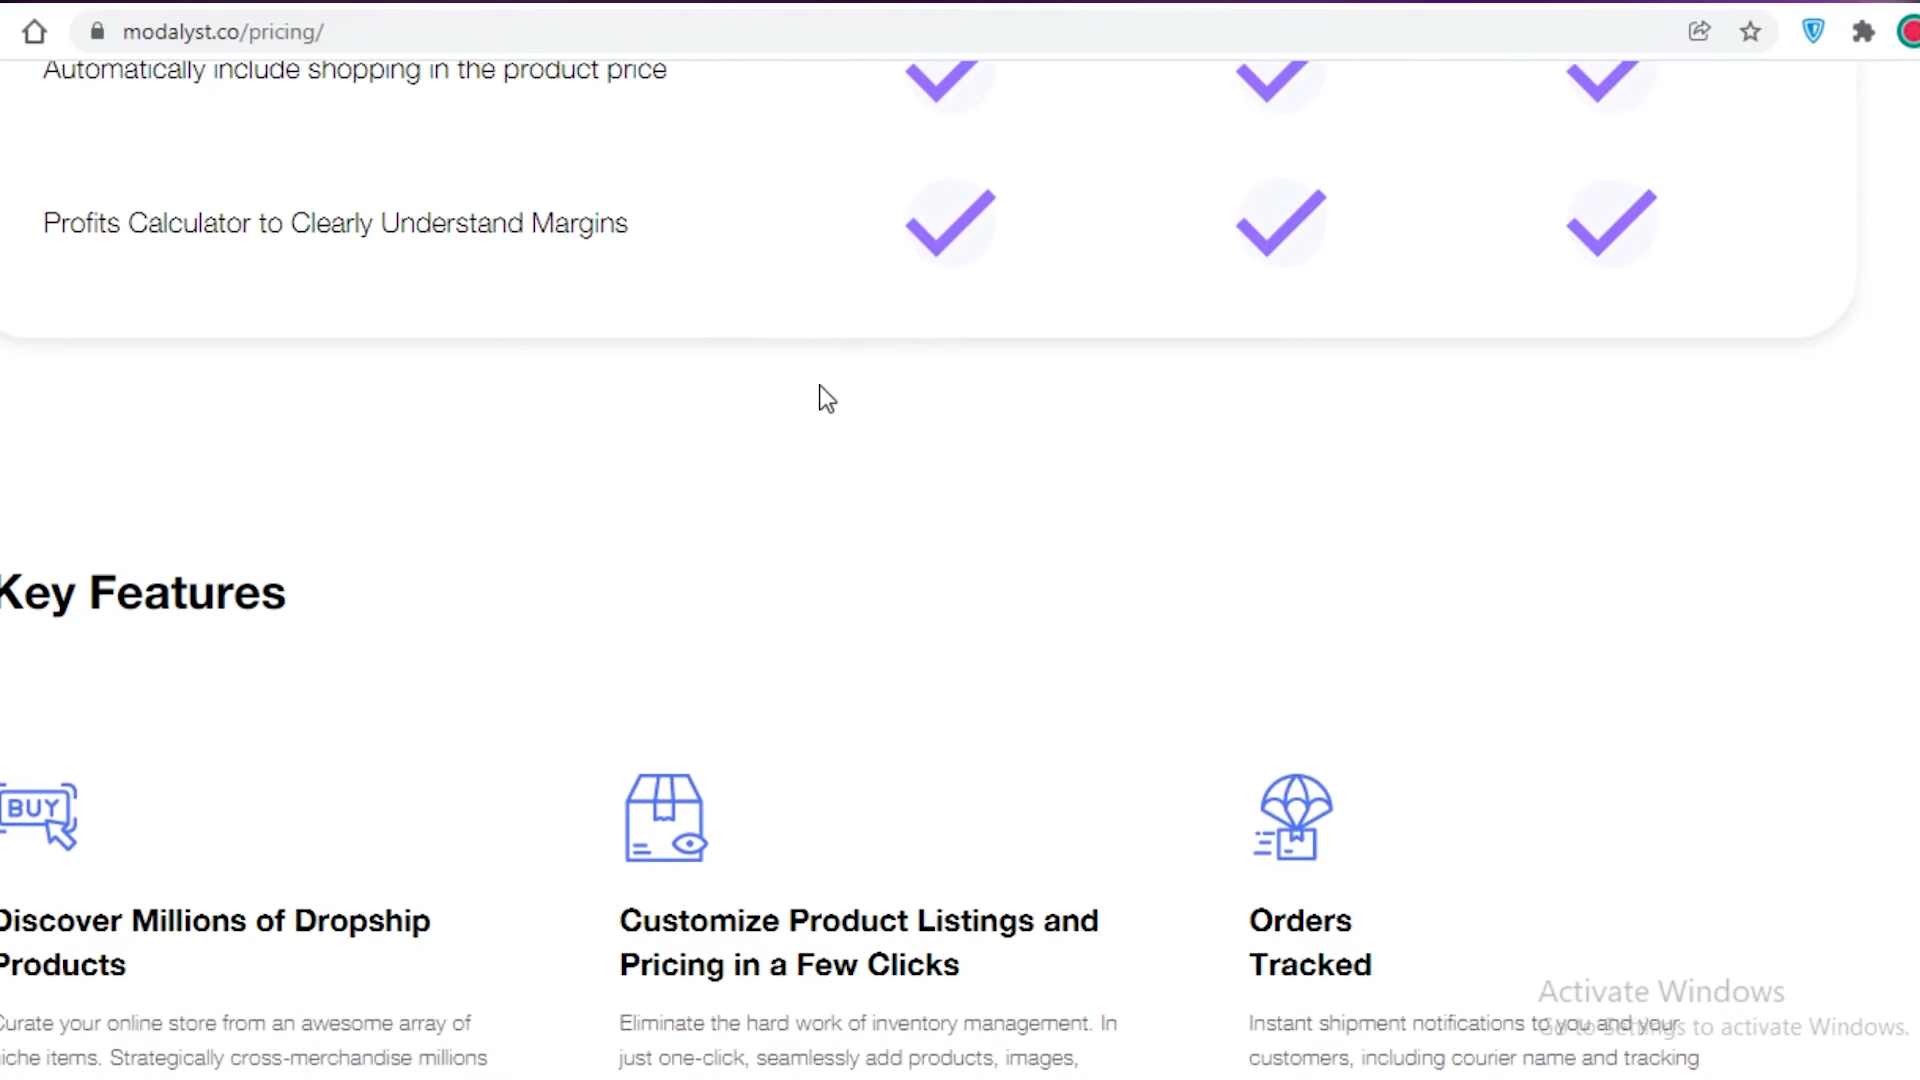 modalyst.co/pricing/
Automatically include shopping in the product price
Profits Calculator to Clearly Understand Margins
Key Features
BUY
Discover Millions of Dropship
Products
Customize Product Listings and
Pricing in a Few Clicks
Orders
Tracked
Curate your online store from an awesome array of
niche items. Strategically cross-merchandise millions
Eliminate the hard work of inventory management. In
just one-click, seamlessly add products, images,
Instant shipment notifications to you and your
customers, including courier name and tracking
Activate Windows
Go to Settings to activate Windows.